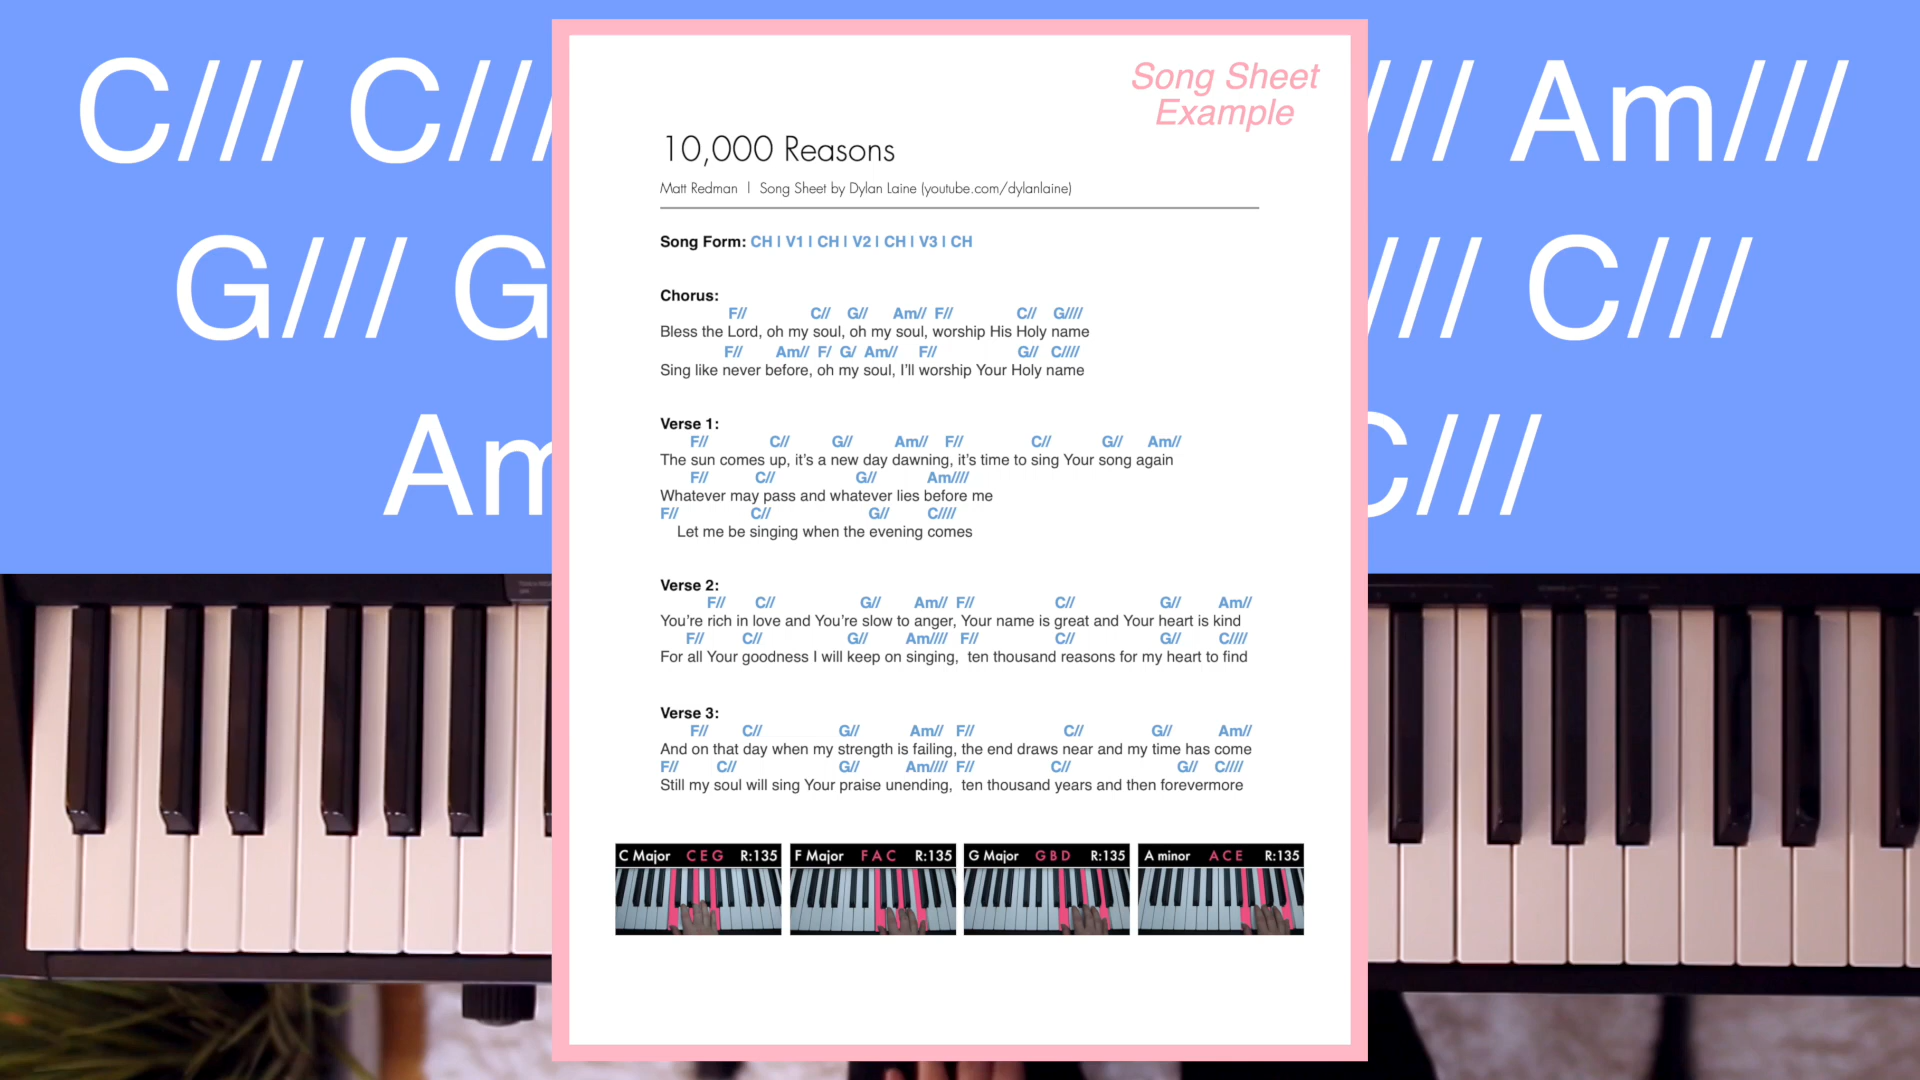 C/// C/// /// Am///
G/// G /// C///
Am C///
Song Sheet
Example
10,000 Reasons
Matt Redman | Song Sheet by Dylan Laine (youtube.com/dylanlaine)
Song Form: CH | V1 | CH | V2 | CH | V3 | CH
Chorus:
F// C// G// Am// F// C// G////
Bless the Lord, oh my soul, oh my soul, worship His Holy name
F// Am// F/ G/ Am// F// G// C////
Sing like never before, oh my soul, I'll worship Your Holy name
Verse 1:
F// C// G// Am// F// C// G// Am//
The sun comes up, it's a new day dawning, it's time to sing Your song again
F// C// G// Am////
Whatever may pass and whatever lies before me
F// C// G// C////
Let me be singing when the evening comes
Verse 2:
F// C// G// Am// F// C// G// Am//
You're rich in love and You're slow to anger, Your name is great and Your heart is kind
F// C// G// Am//// F// C// G// C////
For all Your goodness I will keep on singing, ten thousand reasons for my heart to find
Verse 3:
F// C// G// Am// F// C// G// Am//
And on that day when my strength is failing, the end draws near and my time has come
F// C// G// Am//// F// C// G// C////
Still my soul will sing Your praise unending, ten thousand years and then forevermore
C Major C E G R:135
F Major F A C R:135
G Major G B D R:135
A minor A C E R:135